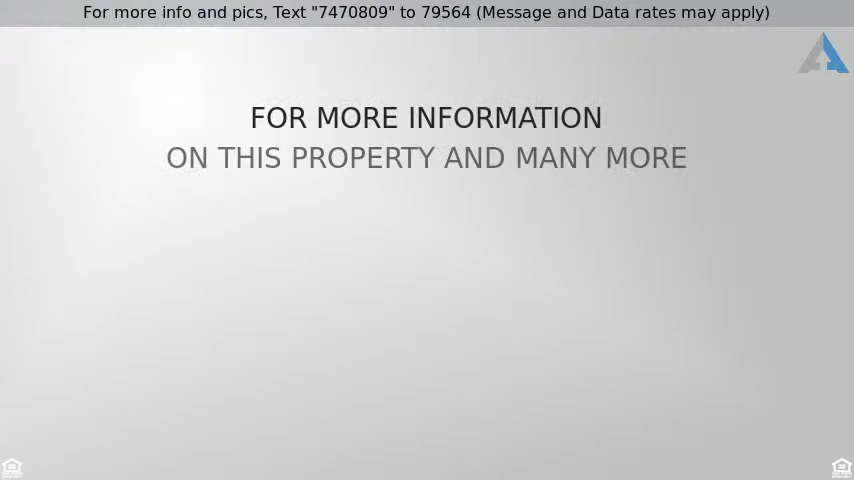 For more info and pics, Text "7470809" to 79564 (Message and Data rates may apply)
FOR MORE INFORMATION
ON THIS PROPERTY AND MANY MORE